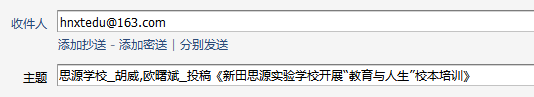 收件人 hnxtedu@163.com
添加抄送 - 添加密送 | 分别发送
主题 思源学校_胡威,欧曙斌_投稿《新田思源实验学校开展“教育与人生”校本培训》